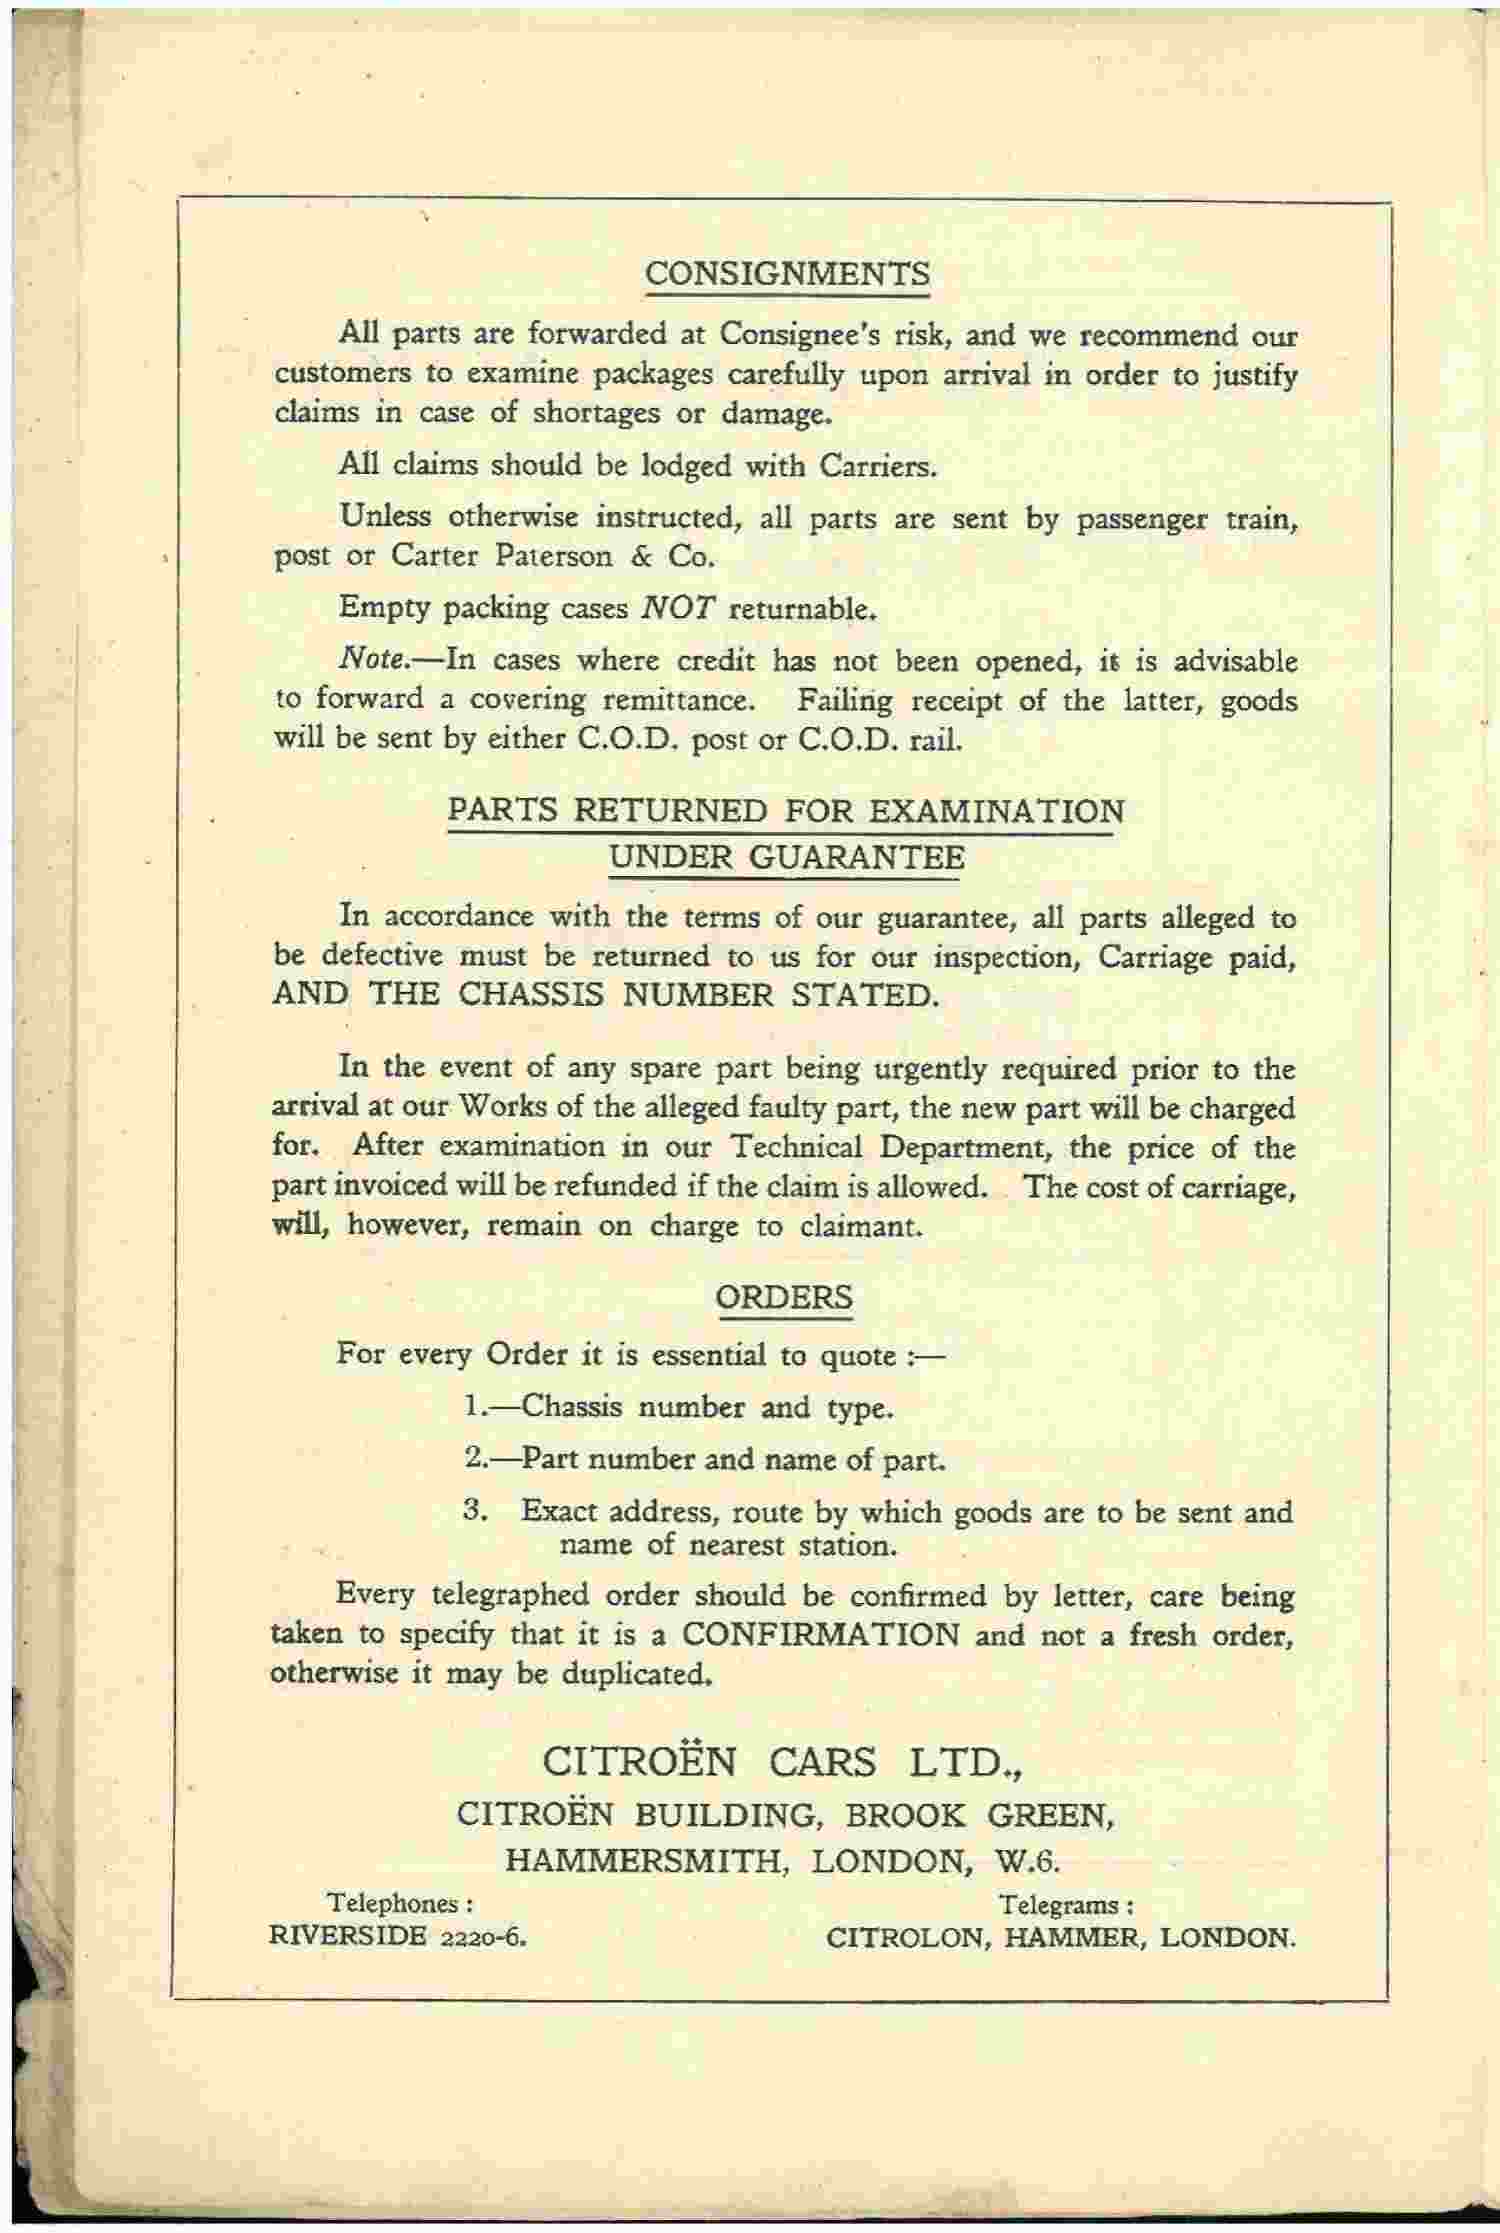 CONSIGNMENTS
All parts are forwarded at Consignee's risk, and we recommend our
customers to examine packages carefully upon arrival in order to justify
claims in case of shortages or damage.
All claims should be lodged with Carriers.
Unless otherwise instructed, all parts are sent by passenger train,
post or Carter Paterson & Co.
Empty packing cases NOT returnable.
Note.—In cases where credit has not been opened, it is advisable
to forward a covering remittance. Failing receipt of the latter, goods
will be sent by either C.O.D. post or C.O.D. rail.
PARTS RETURNED FOR EXAMINATION
UNDER GUARANTEE
In accordance with the terms of our guarantee, all parts alleged to
be defective must be returned to us for our inspection, Carriage paid,
AND THE CHASSIS NUMBER STATED.
In the event of any spare part being urgently required prior to the
arrival at our Works of the alleged faulty part, the new part will be charged
for. After examination in our Technical Department, the price of the
part invoiced will be refunded if the claim is allowed. The cost of carriage,
will, however, remain on charge to claimant.
ORDERS
For every Order it is essential to quote :—
1.—Chassis number and type.
2.—Part number and name of part.
3. Exact address, route by which goods are to be sent and
name of nearest station.
Every telegraphed order should be confirmed by letter, care being
taken to specify that it is a CONFIRMATION and not a fresh order,
otherwise it may be duplicated.
CITROËN CARS LTD.,
CITROËN BUILDING, BROOK GREEN,
HAMMERSMITH, LONDON, W.6.
Telephones : Telegrams :
RIVERSIDE 2220-6. CITROLON, HAMMER, LONDON.